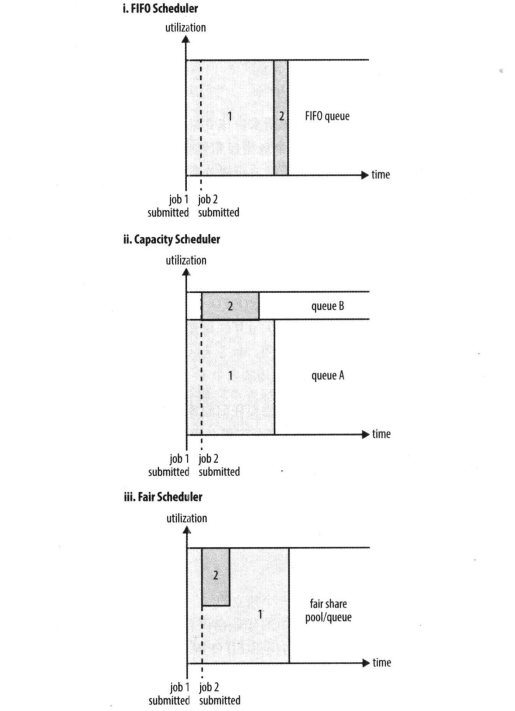 i. FIFO Scheduler
utilization
1
2
FIFO queue
time
job 1 job 2
submitted submitted
ii. Capacity Scheduler
utilization
2
queue B
1
queue A
time
job 1 job 2
submitted submitted
iii. Fair Scheduler
utilization
2
1
fair share
pool/queue
time
job 1 job 2
submitted submitted